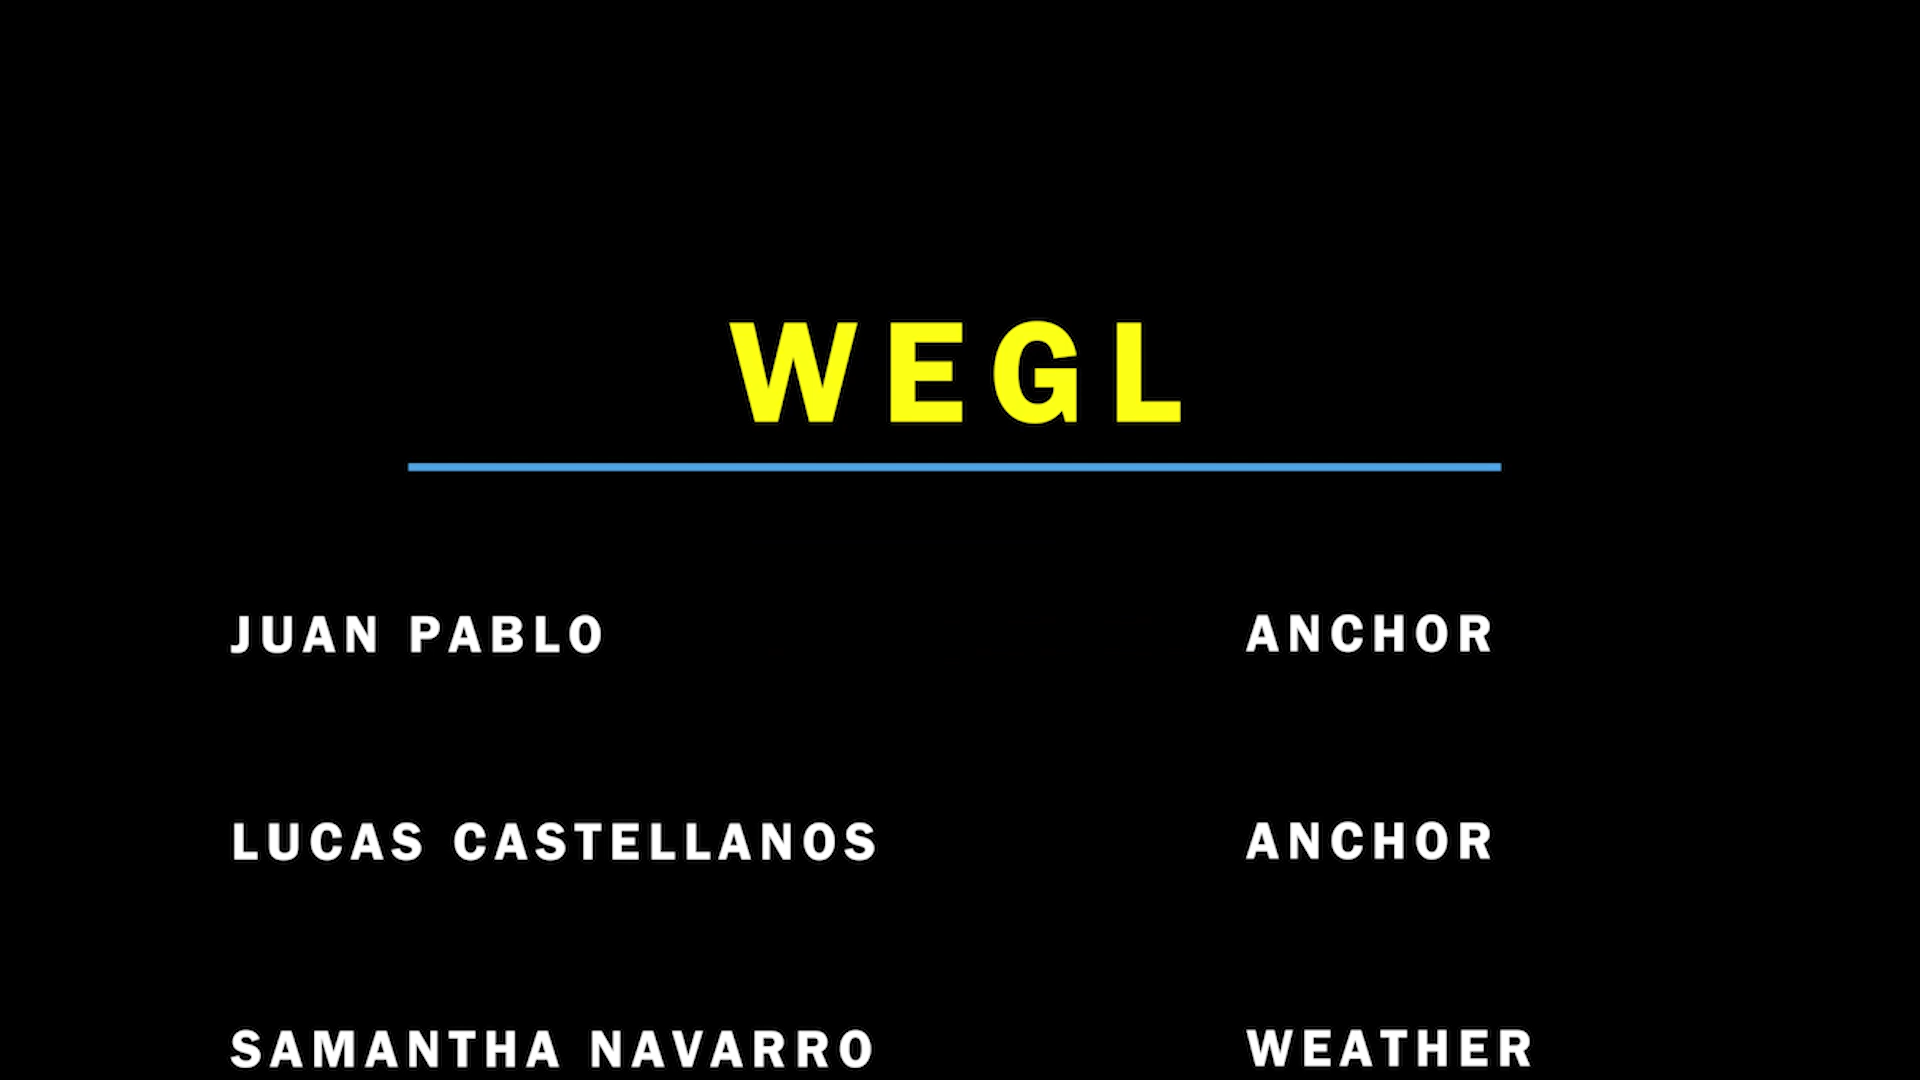 WEGL
JUAN PABLO ANCHOR
LUCAS CASTELLANOS ANCHOR
SAMANTHA NAVARRO WEATHER